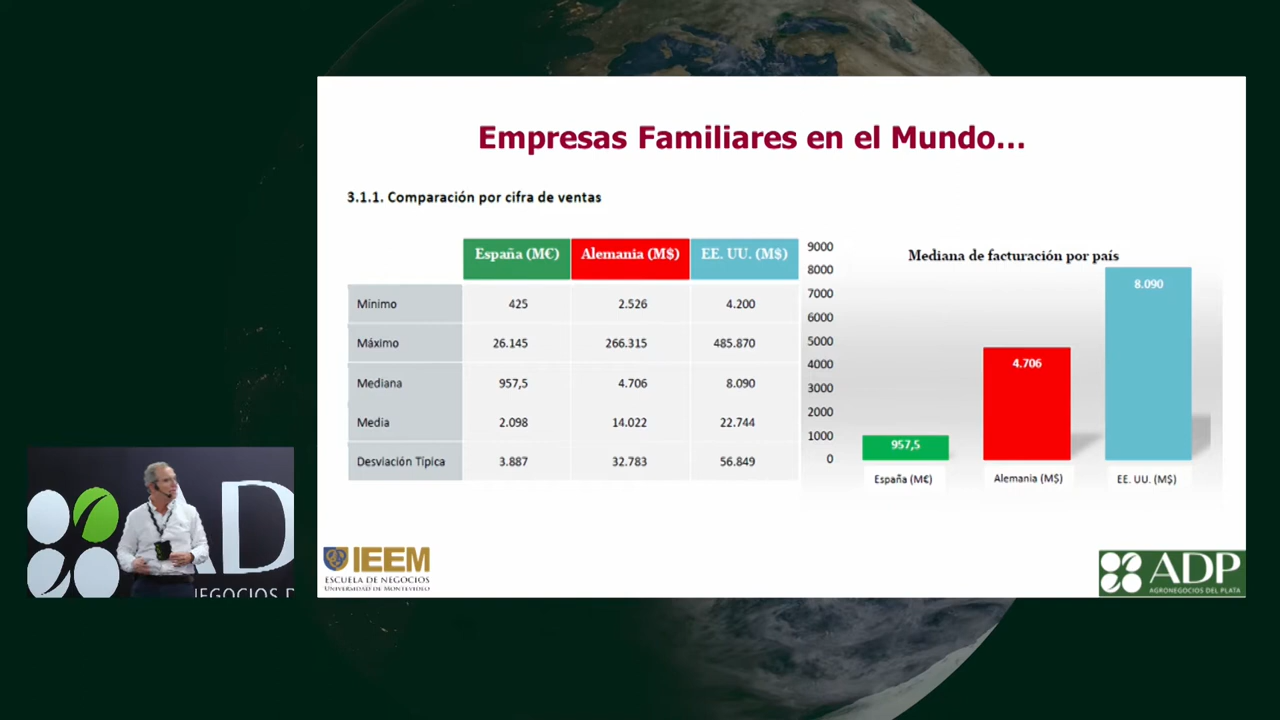 Empresas Familiares en el Mundo...
3.1.1. Comparación por cifra de ventas
España (M€) Alemania (M$) EE. UU. (M$)
Mínimo 425 2.526 4.200
Máximo 26.145 266.315 485.870
Mediana 957,5 4.706 8.090
Media 2.098 14.022 22.744
Desviación Típica 3.887 32.783 56.849
Mediana de facturación por país
9000
8000
7000
6000
5000
4000
3000
2000
1000
0
957,5
4.706
8.090
España (M€) Alemania (M$) EE. UU. (M$)
IEEM
ESCUELA DE NEGOCIOS
UNIVERSIDAD DE MONTEVIDEO
ADP
AGRONEGOCIOS DEL PLATA
AD
NEGOCIOS D